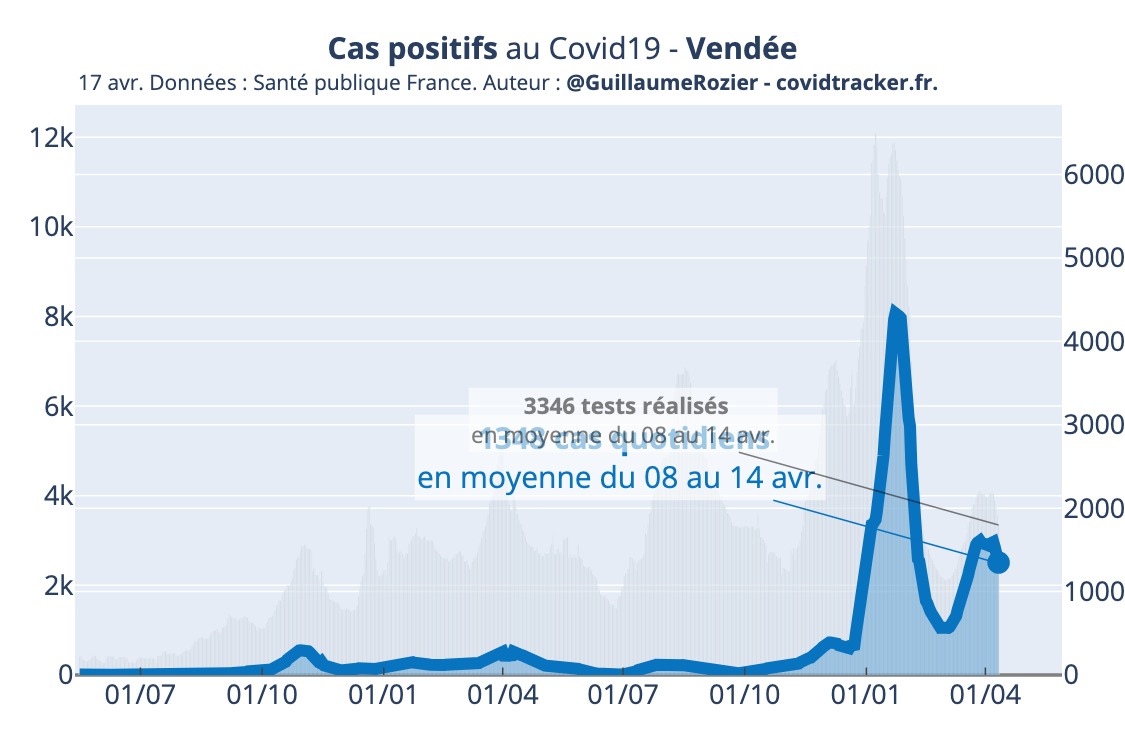 Cas positifs au Covid19 - Vendée
17 avr. Données : Santé publique France. Auteur : @GuillaumeRozier - covidtracker.fr.
12k
10k
8k
6k
4k
2k
0
6000
5000
4000
3000
2000
1000
0
3346 tests réalisés
en moyenne du 08 au 14 avr.
1348 cas quotidiens
en moyenne du 08 au 14 avr.
01/07 01/10 01/01 01/04 01/07 01/10 01/01 01/04